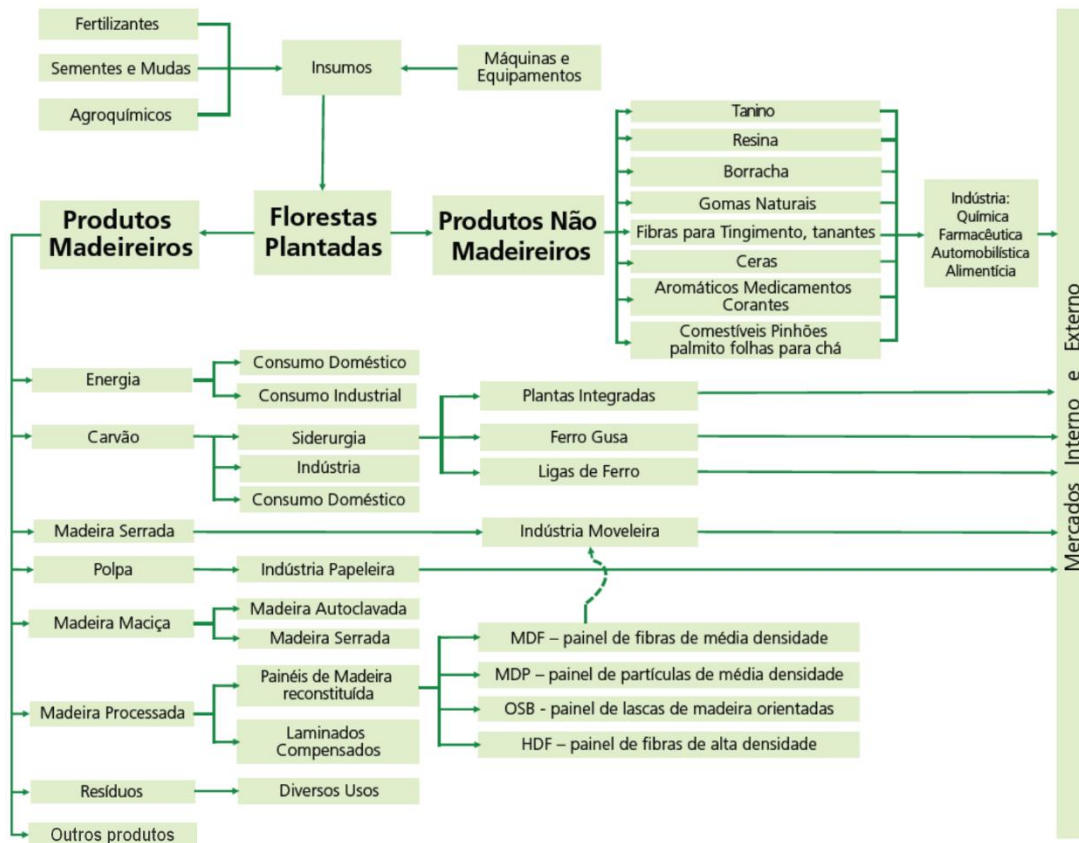 Fertilizantes
Sementes e Mudas
Agroquímicos
Insumos
Máquinas e
Equipamentos
Produtos
Madeireiros
Florestas
Plantadas
Produtos Não
Madeireiros
Tanino
Resina
Borracha
Gomas Naturais
Fibras para Tingimento, tanantes
Ceras
Aromáticos Medicamentos
Corantes
Comestíveis Pinhões
palmito folhas para chá
Indústria:
Química
Farmacêutica
Automobilística
Alimentícia
Mercados Interno e Externo
Energia
Consumo Doméstico
Consumo Industrial
Carvão
Siderurgia
Indústria
Consumo Doméstico
Plantas Integradas
Ferro Gusa
Ligas de Ferro
Madeira Serrada
Indústria Moveleira
Polpa
Indústria Papeleira
Madeira Maciça
Madeira Autoclavada
Madeira Serrada
Madeira Processada
Painéis de Madeira
reconstituída
Laminados
Compensados
MDF – painel de fibras de média densidade
MDP – painel de partículas de média densidade
OSB - painel de lascas de madeira orientadas
HDF – painel de fibras de alta densidade
Resíduos
Diversos Usos
Outros produtos